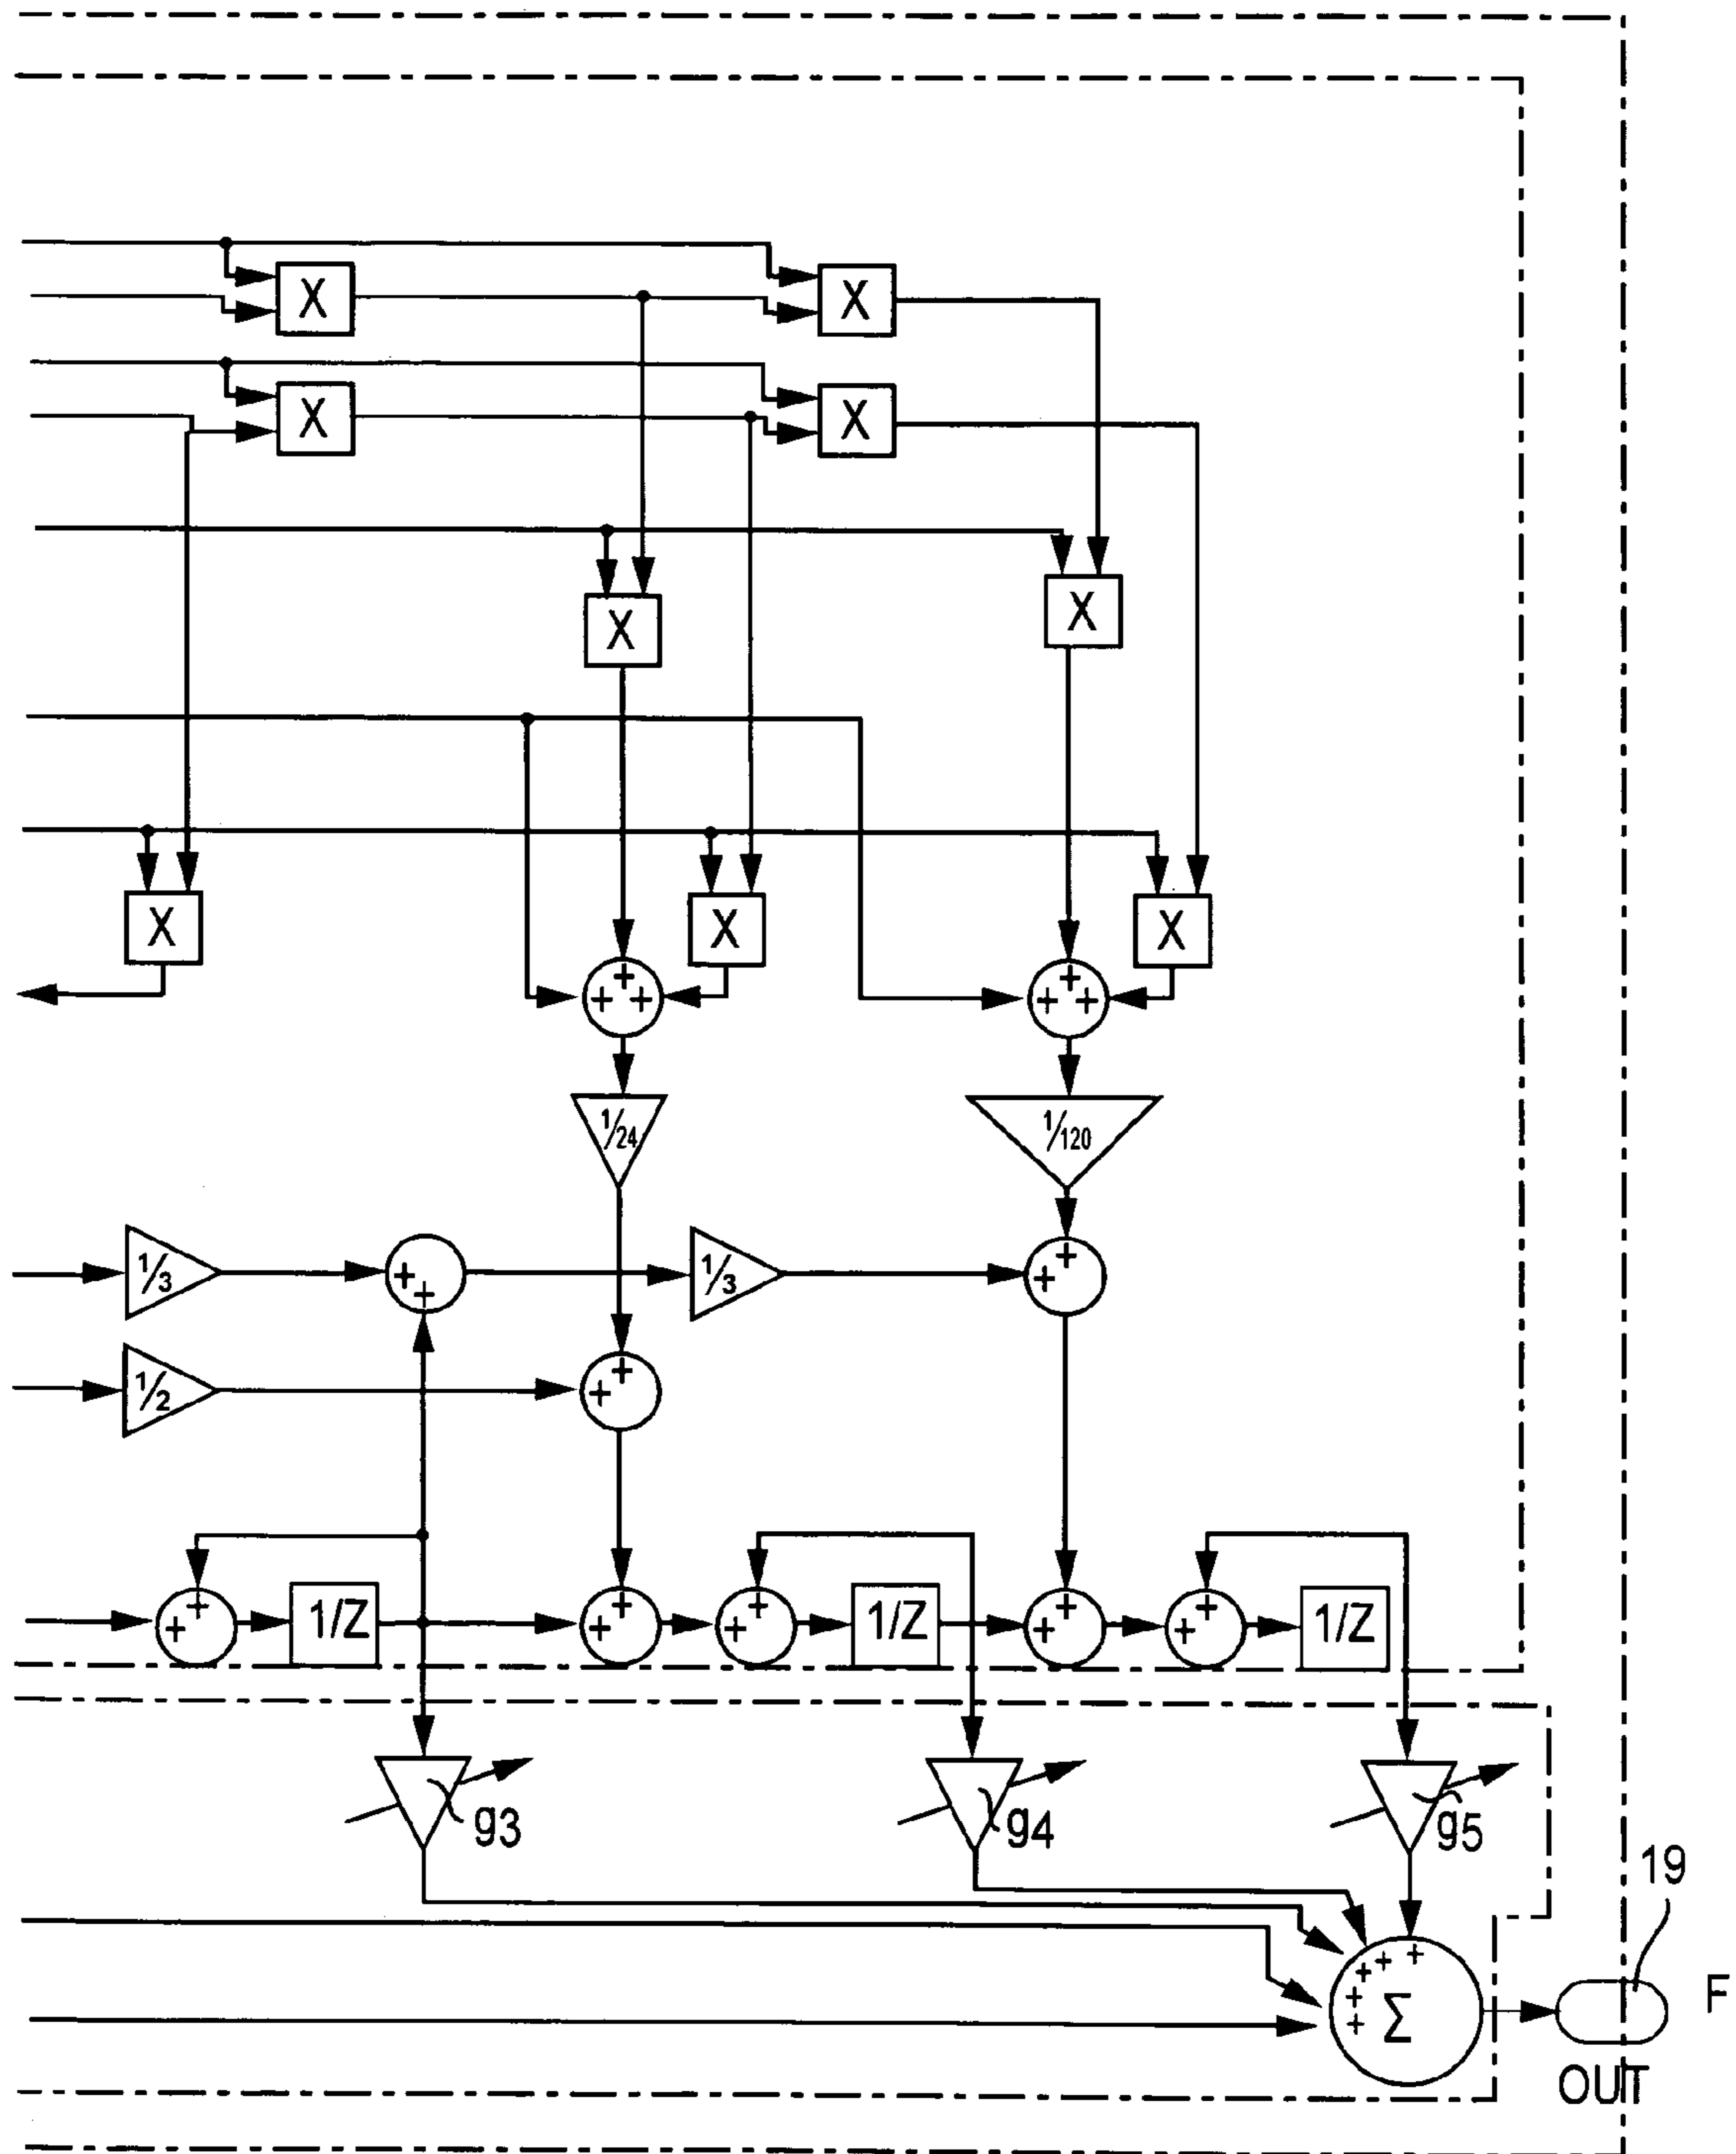 X X
X X
X X
X X X
+ + + + + +
1/24 1/120
1/3 + + 1/3 + +
1/2 + +
+ + 1/Z + + + + 1/Z + + + + 1/Z
g3 g4 g5
19
+ + + + +
Σ
F
OUT